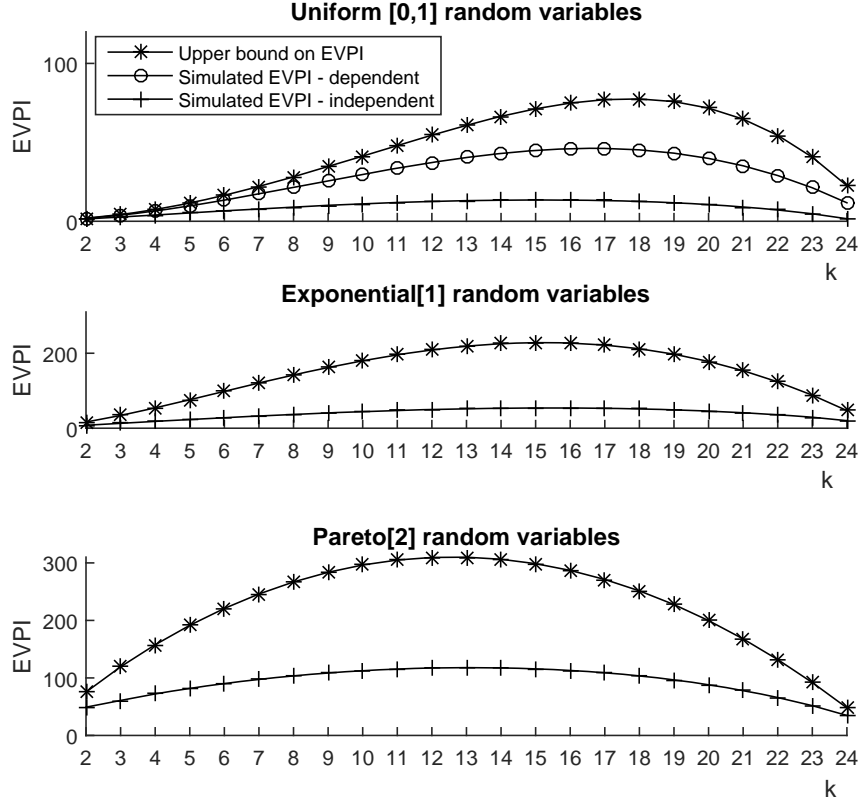 Uniform [0,1] random variables
100
Upper bound on EVPI
Simulated EVPI - dependent
Simulated EVPI - independent
EVPI
0
2 3 4 5 6 7 8 9 10 11 12 13 14 15 16 17 18 19 20 21 22 23 24
k
Exponential[1] random variables
200
EVPI
0
2 3 4 5 6 7 8 9 10 11 12 13 14 15 16 17 18 19 20 21 22 23 24
k
Pareto[2] random variables
300
200
EVPI
100
0
2 3 4 5 6 7 8 9 10 11 12 13 14 15 16 17 18 19 20 21 22 23 24
k